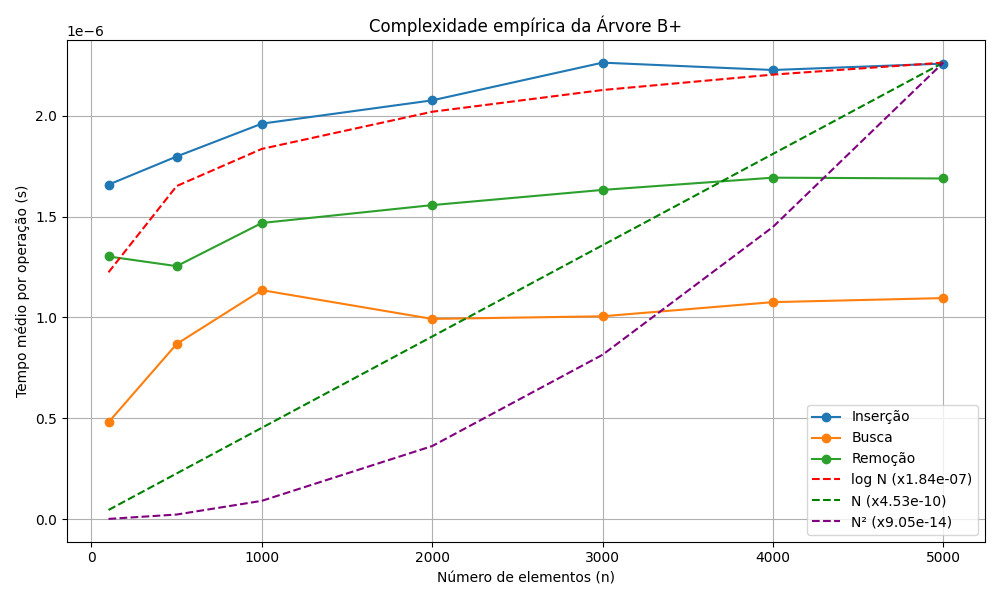 Complexidade empírica da Árvore B+
1e−6
Tempo médio por operação (s)
2.0
1.5
1.0
0.5
0.0
0
1000
2000
3000
4000
5000
Número de elementos (n)
Inserção
Busca
Remoção
log N (x1.84e-07)
N (x4.53e-10)
N² (x9.05e-14)